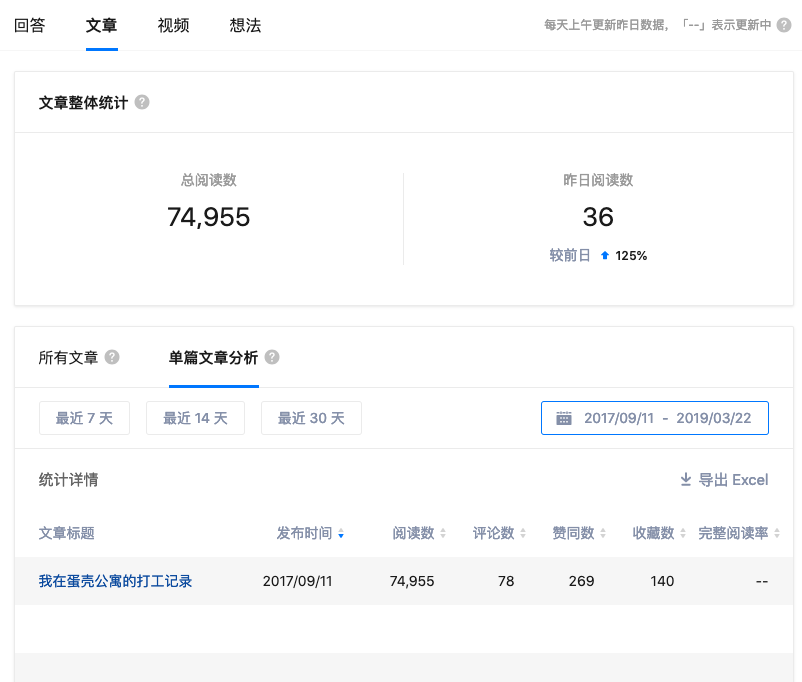 回答 文章 视频 想法 每天上午更新昨日数据，「--」表示更新中 ?
文章整体统计 ?
总阅读数 昨日阅读数
74,955 36
较前日 125%
所有文章 ? 单篇文章分析 ?
最近 7 天 最近 14 天 最近 30 天 2017/09/11 - 2019/03/22
统计详情 导出 Excel
文章标题 发布时间 阅读数 评论数 赞同数 收藏数 完整阅读率
我在蛋壳公寓的打工记录 2017/09/11 74,955 78 269 140 --